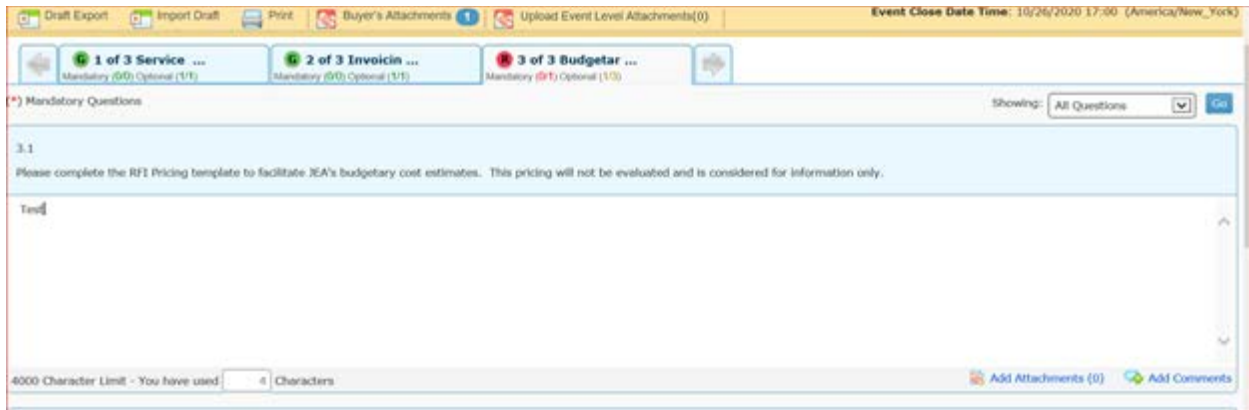 Draft Export Import Draft Print Buyer's Attachments 1 Upload Event Level Attachments(0) Event Close Date Time: 10/26/2020 17:00 (America/New_York)
G 1 of 3 Service ... G 2 of 3 Invoicin ... R 3 of 3 Budgetar ...
Mandatory (0/0) Optional (1/1) Mandatory (0/0) Optional (1/1) Mandatory (0/1) Optional (1/3)
(*) Mandatory Questions Showing: All Questions Go
3.1
Please complete the RFI Pricing template to facilitate JEA's budgetary cost estimates. This pricing will not be evaluated and is considered for information only.
Test
4000 Character Limit - You have used 4 Characters Add Attachments (0) Add Comments